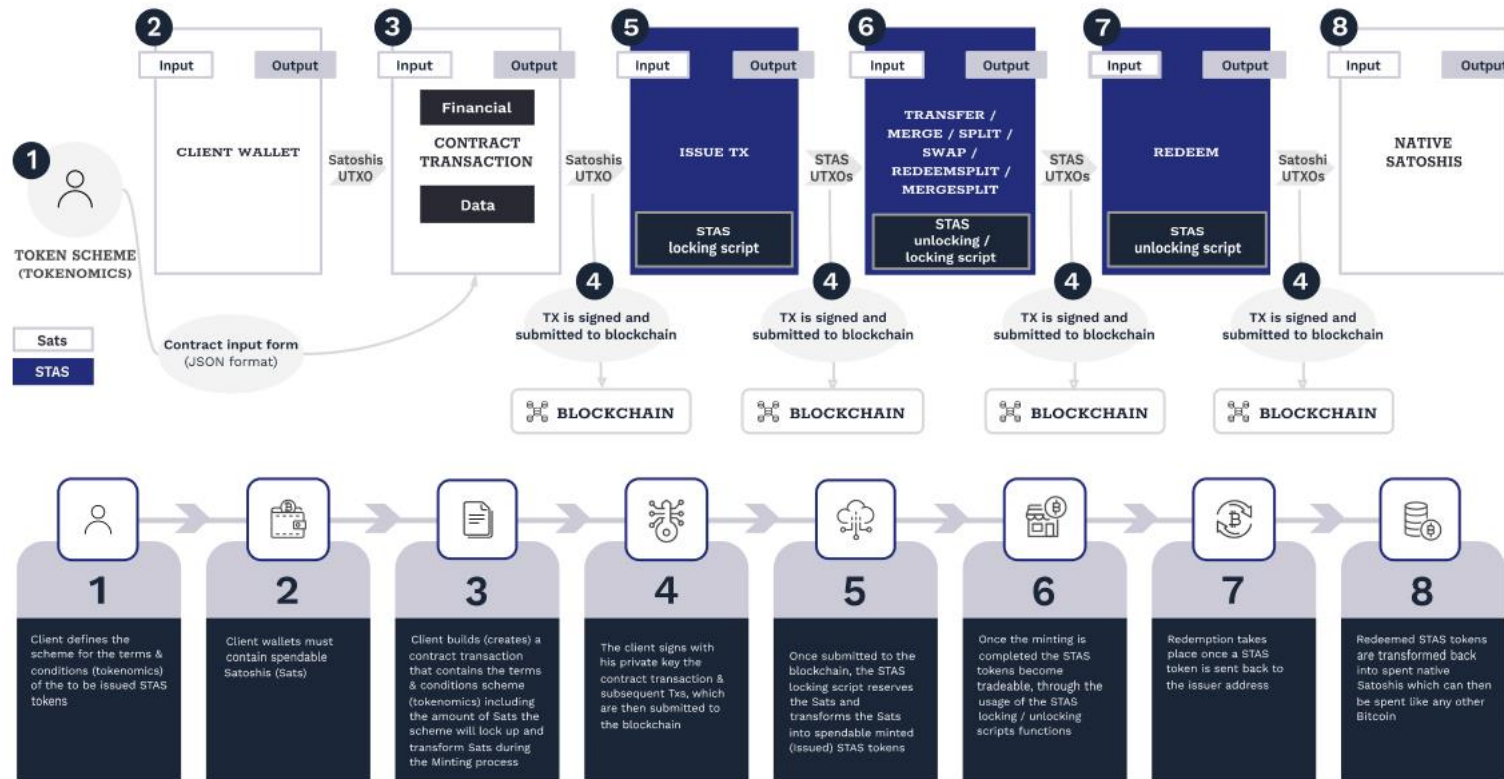 2
Input
Output
CLIENT WALLET
Satoshis
UTXO
3
Input
Output
Financial
CONTRACT
TRANSACTION
Data
Satoshis
UTXO
5
Input
Output
ISSUE TX
STAS
locking script
STAS
UTXOs
6
Input
Output
TRANSFER /
MERGE / SPLIT /
SWAP /
REDEEMSPLIT /
MERGESPLIT
STAS
unlocking /
locking script
STAS
UTXOs
7
Input
Output
REDEEM
STAS
unlocking script
Satoshi
UTXOs
8
Input
Output
NATIVE
SATOSHIS
1
TOKEN SCHEME
(TOKENOMICS)
Sats
STAS
Contract input form
(JSON format)
4
TX is signed and
submitted to blockchain
BLOCKCHAIN
4
TX is signed and
submitted to blockchain
BLOCKCHAIN
4
TX is signed and
submitted to blockchain
BLOCKCHAIN
4
TX is signed and
submitted to blockchain
BLOCKCHAIN
1
Client defines the
scheme for the terms &
conditions (tokenomics)
of the to be issued STAS
tokens
2
Client wallets must
contain spendable
Satoshis (Sats)
3
Client builds (creates) a
contract transaction
that contains the terms
& conditions scheme
(tokenomics) including
the amount of Sats the
scheme will lock up and
transform Sats during
the Minting process
4
The client signs with
his private key the
contract transaction &
subsequent Txs, which
are then submitted to
the blockchain
5
Once submitted to the
blockchain, the STAS
locking script reserves
the Sats and
transforms the Sats
into spendable minted
(Issued) STAS tokens
6
Once the minting is
completed the STAS
tokens become
tradeable, through the
usage of the STAS
locking / unlocking
scripts functions
7
Redemption takes
place once a STAS
token is sent back to
the issuer address
8
Redeemed STAS tokens
are transformed back
into spent native
Satoshis which can then
be spent like any other
Bitcoin